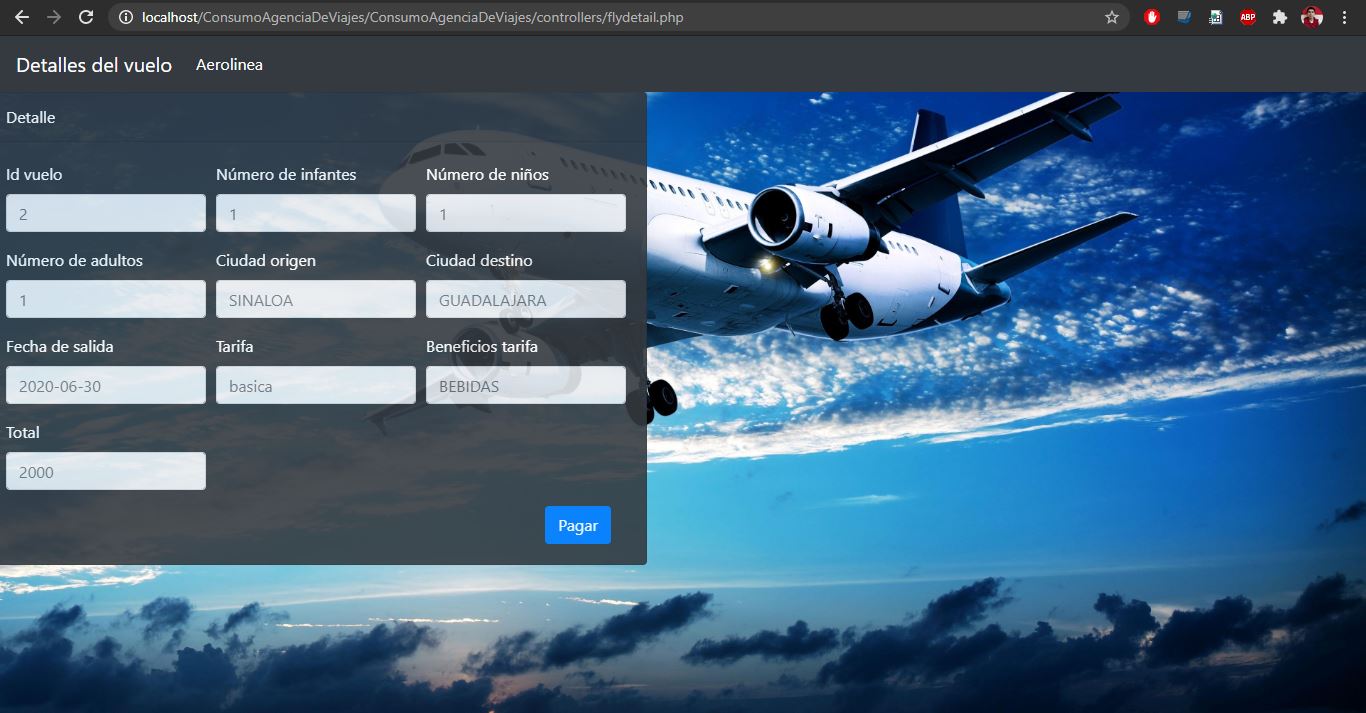 localhost/ConsumoAgenciaDeViajes/ConsumoAgenciaDeViajes/controllers/flydetail.php
ABP
Detalles del vuelo Aerolinea
Detalle
Id vuelo Número de infantes Número de niños
2 1 1
Número de adultos Ciudad origen Ciudad destino
1 SINALOA GUADALAJARA
Fecha de salida Tarifa Beneficios tarifa
2020-06-30 basica BEBIDAS
Total
2000
Pagar